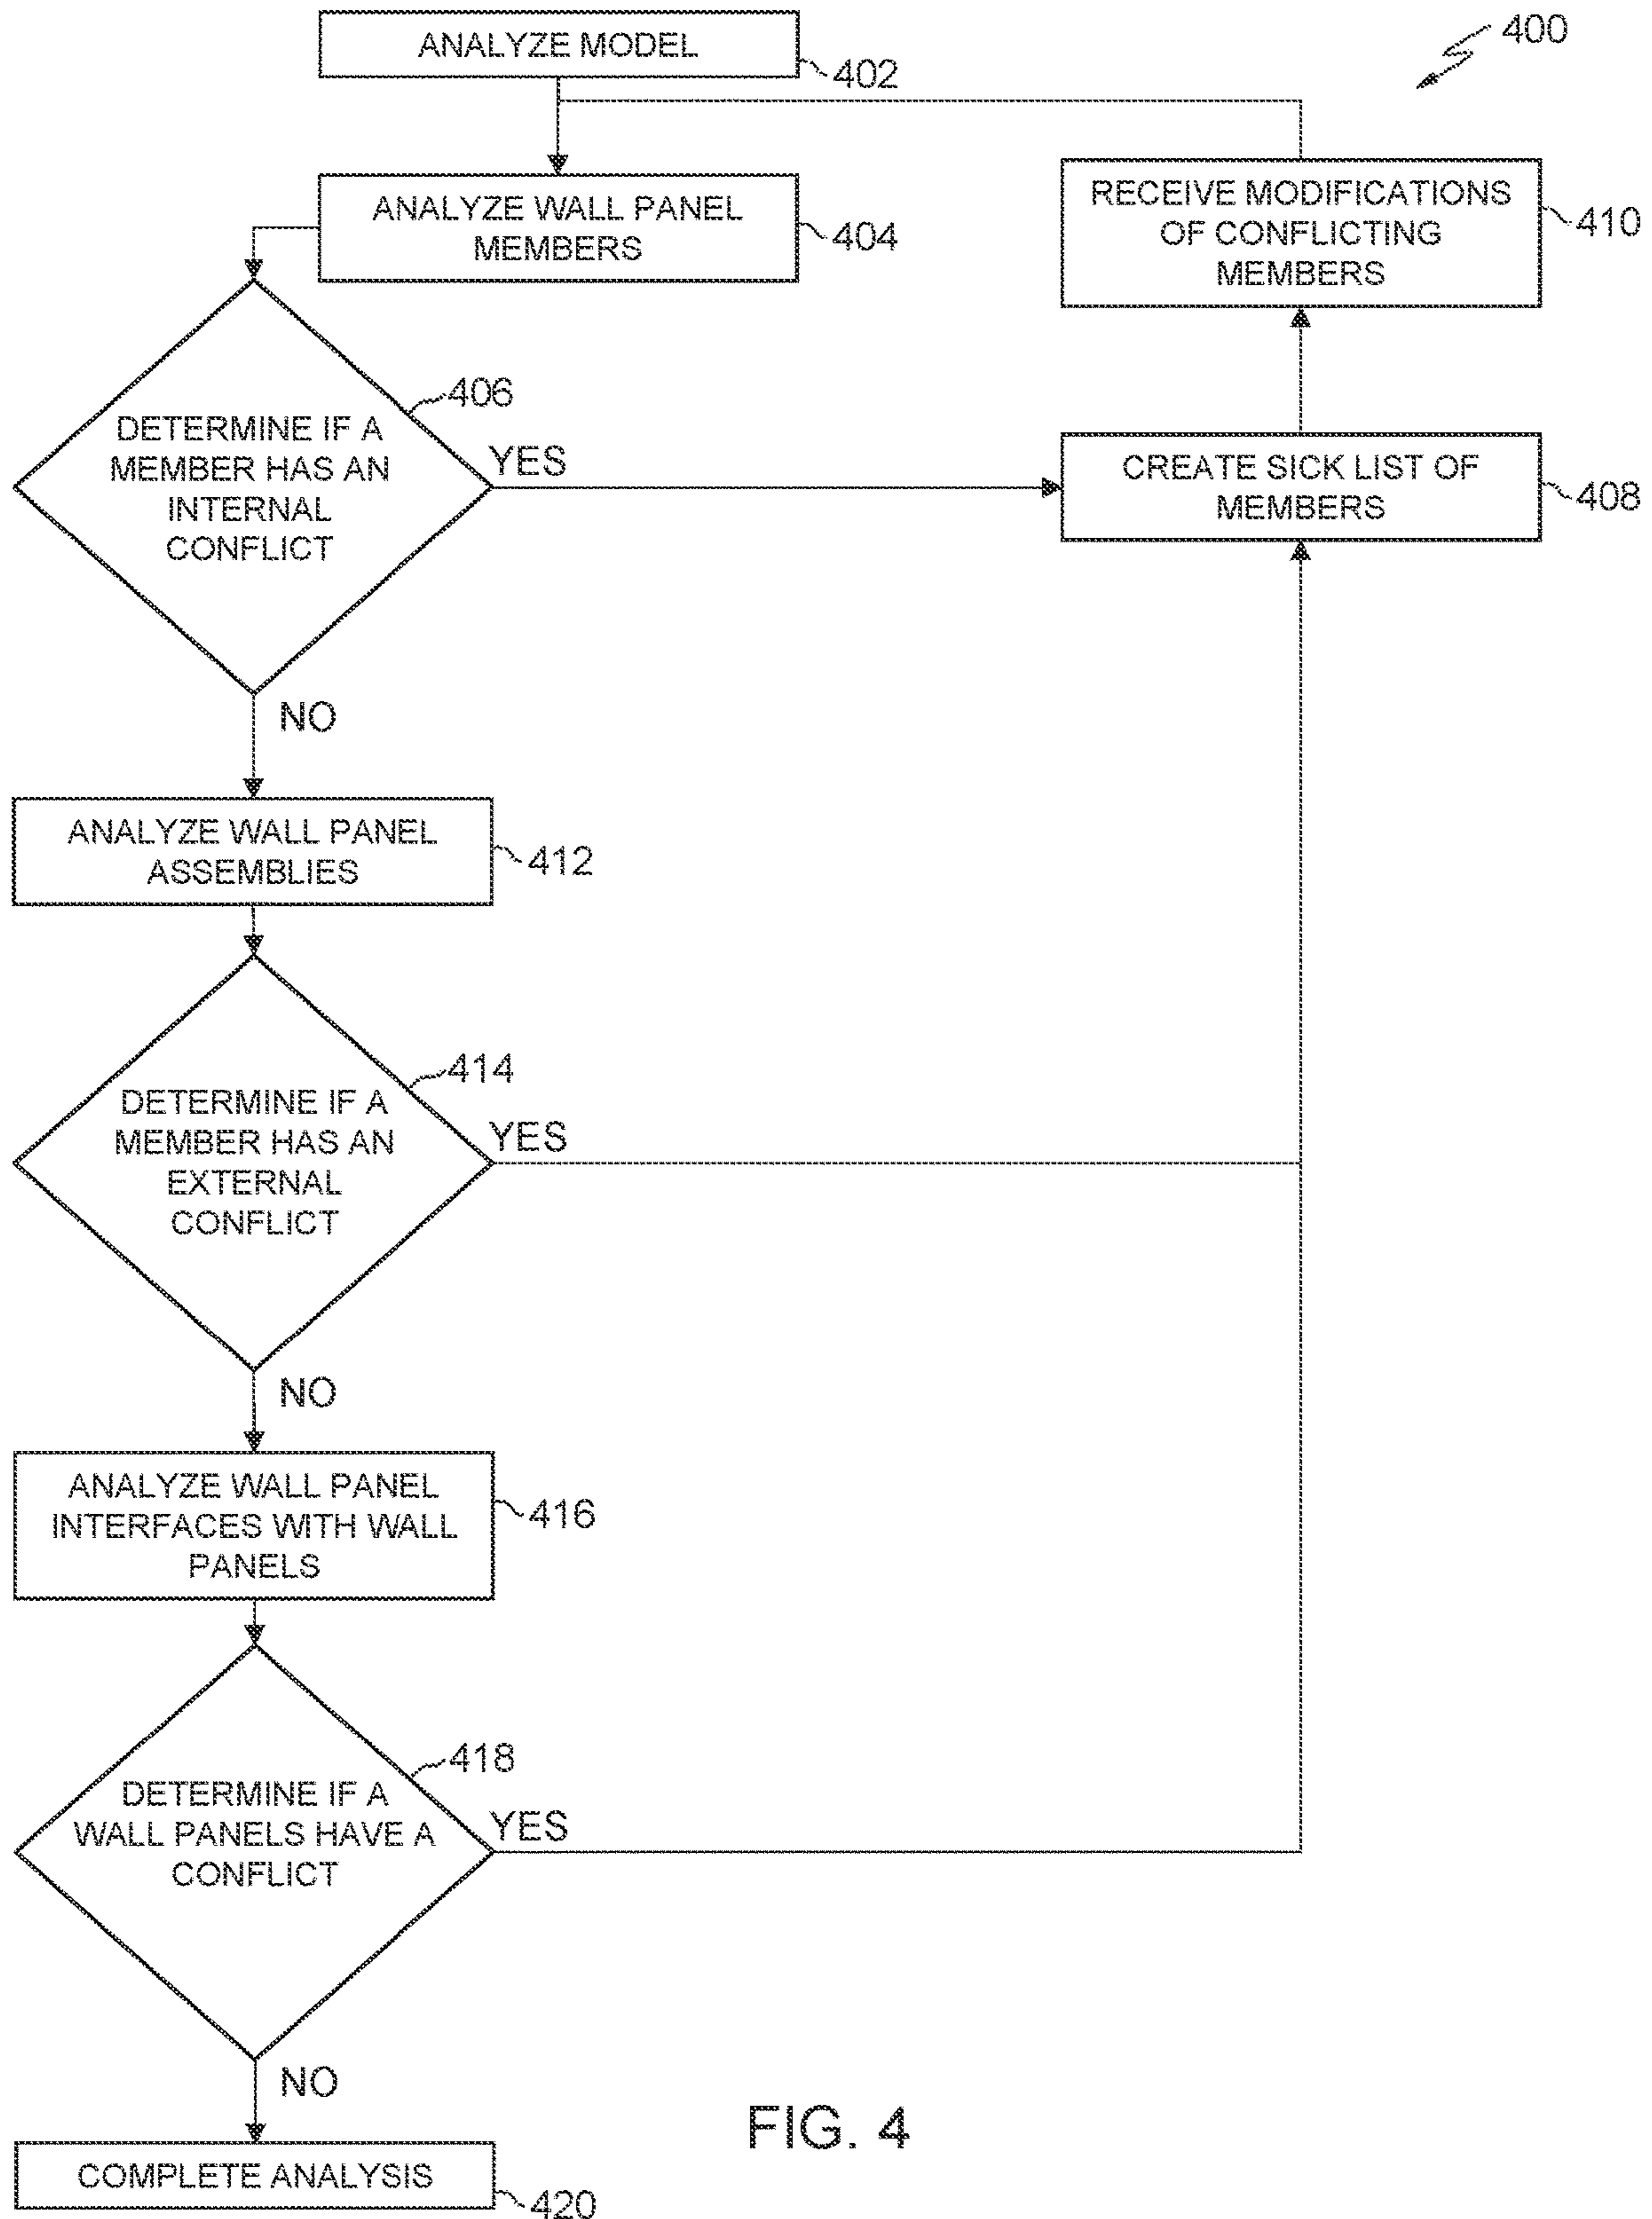 ANALYZE MODEL
402
400
ANALYZE WALL PANEL
MEMBERS
404
RECEIVE MODIFICATIONS
OF CONFLICTING
MEMBERS
410
406
DETERMINE IF A
MEMBER HAS AN
INTERNAL
CONFLICT
YES
CREATE SICK LIST OF
MEMBERS
408
NO
ANALYZE WALL PANEL
ASSEMBLIES
412
414
DETERMINE IF A
MEMBER HAS AN
EXTERNAL
CONFLICT
YES
NO
ANALYZE WALL PANEL
INTERFACES WITH WALL
PANELS
416
418
DETERMINE IF A
WALL PANELS HAVE A
CONFLICT
YES
NO
COMPLETE ANALYSIS
420
FIG. 4